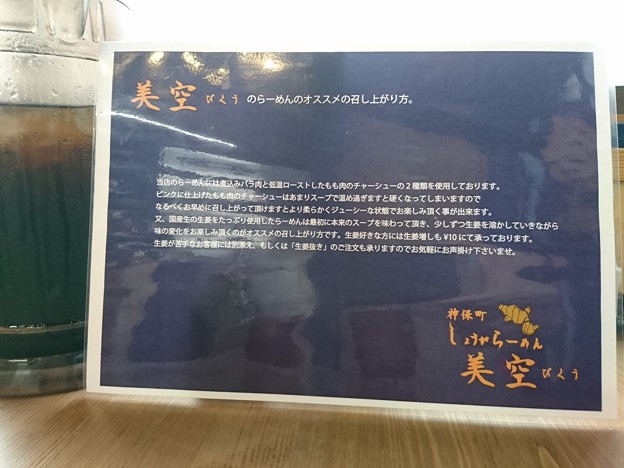 美空 びくう のらーめんのオススメの召し上がり方。
当店のらーめんには煮込みバラ肉と低温ローストしたもも肉のチャーシューの2種類を使用しております。
ピンクに仕上げたもも肉のチャーシューはあまりスープで温め過ぎますと硬くなってしまいますので
なるべくお早めに召し上がって頂けますとより柔らかくジューシーな状態でお楽しみ頂く事が出来ます。
又、国産生の生姜をたっぷり使用したらーめんは最初に本来のスープを味わって頂き、少しずつ生姜を溶かしていきながら
味の変化をお楽しみ頂くのがオススメの召し上がり方です。生姜好きな方には生姜増しも ¥10にて承っております。
生姜が苦手なお客様には別添え、もしくは「生姜抜き」のご注文も承りますのでお気軽にお声掛け下さいませ。
神保町
しょうがらーめん
美空 びくう